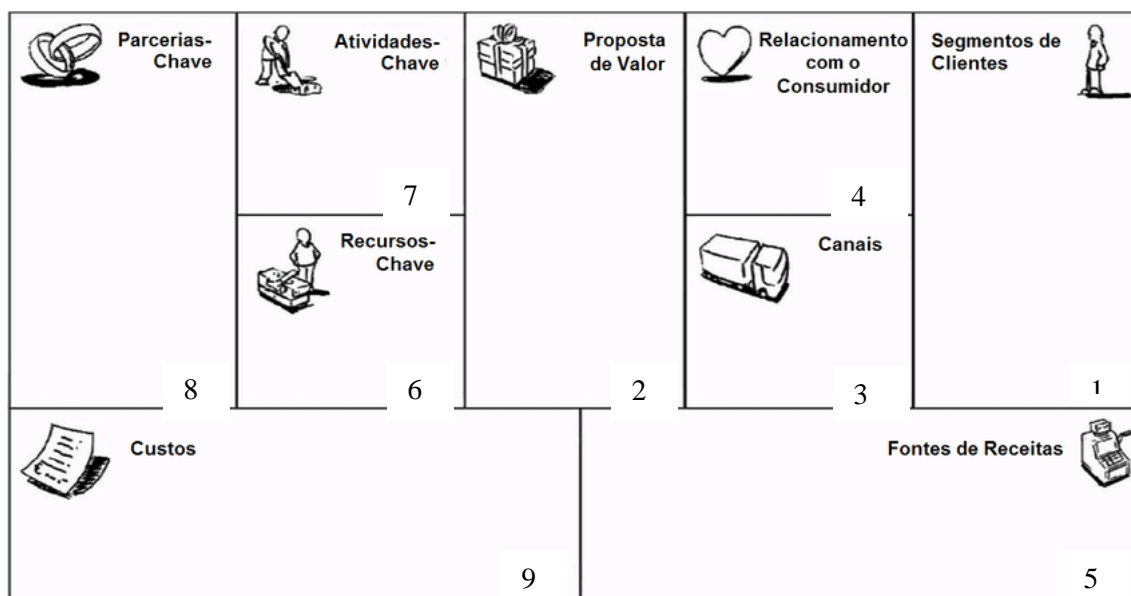 Parcerias-
Chave
8
Atividades-
Chave
7
Recursos-
Chave
6
Proposta
de Valor
2
Relacionamento
com o
Consumidor
4
Canais
3
Segmentos de
Clientes
1
Custos
9
Fontes de Receitas
5